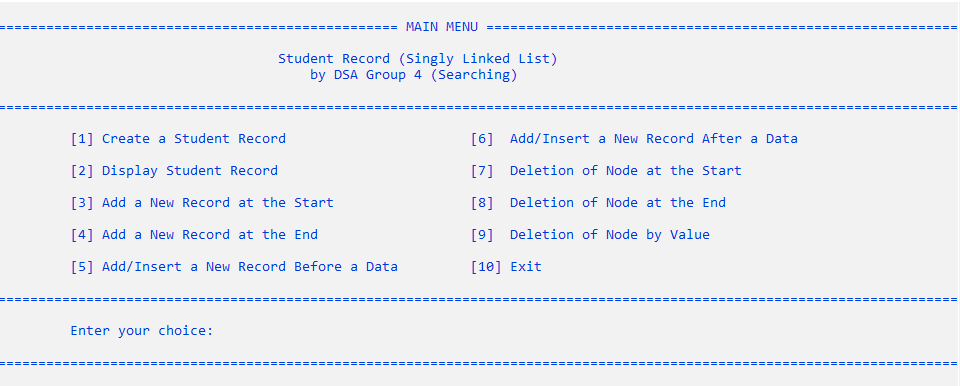 ================================================== MAIN MENU ===========================================================
Student Record (Singly Linked List)
by DSA Group 4 (Searching)
========================================================================================================================
[1] Create a Student Record [6] Add/Insert a New Record After a Data
[2] Display Student Record [7] Deletion of Node at the Start
[3] Add a New Record at the Start [8] Deletion of Node at the End
[4] Add a New Record at the End [9] Deletion of Node by Value
[5] Add/Insert a New Record Before a Data [10] Exit
========================================================================================================================
Enter your choice:
========================================================================================================================